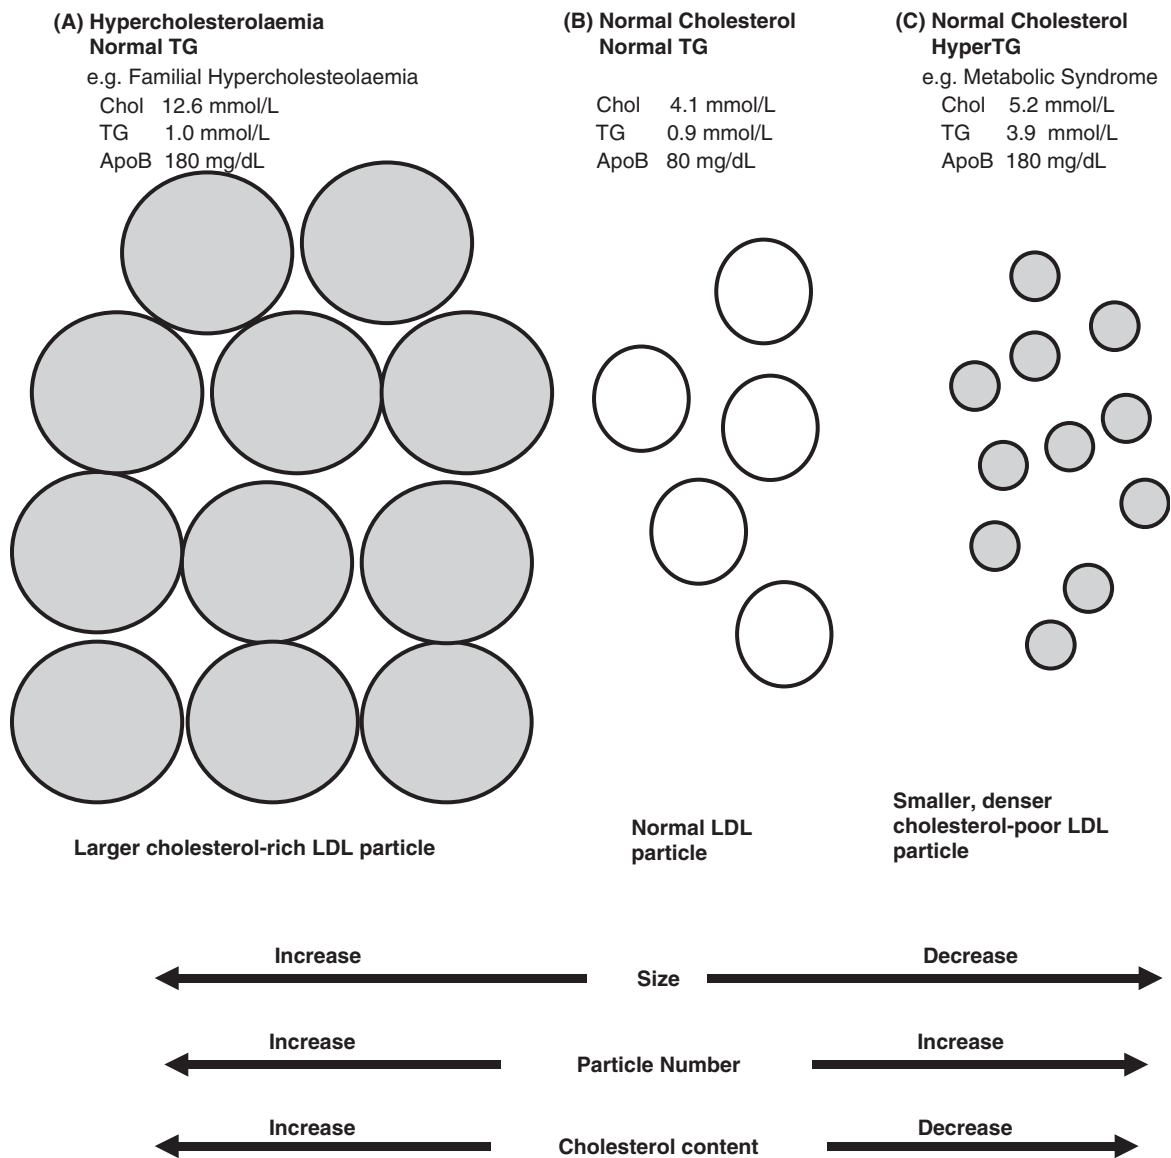 (A) Hypercholesterolaemia
Normal TG
e.g. Familial Hypercholesteolaemia
Chol 12.6 mmol/L
TG 1.0 mmol/L
ApoB 180 mg/dL
(B) Normal Cholesterol
Normal TG
Chol 4.1 mmol/L
TG 0.9 mmol/L
ApoB 80 mg/dL
(C) Normal Cholesterol
HyperTG
e.g. Metabolic Syndrome
Chol 5.2 mmol/L
TG 3.9 mmol/L
ApoB 180 mg/dL
Larger cholesterol-rich LDL particle
Normal LDL
particle
Smaller, denser
cholesterol-poor LDL
particle
Increase
Size
Decrease
Increase
Particle Number
Increase
Increase
Cholesterol content
Decrease